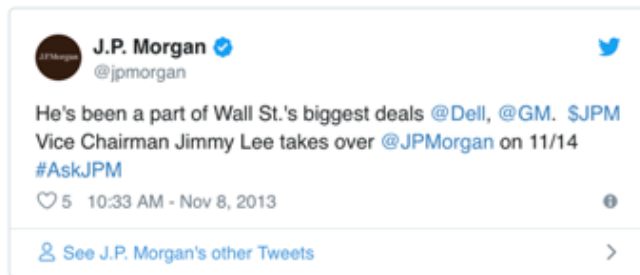 J.P. Morgan
@jpmorgan
He's been a part of Wall St.'s biggest deals @Dell, @GM. $JPM
Vice Chairman Jimmy Lee takes over @JPMorgan on 11/14
#AskJPM
5 10:33 AM - Nov 8, 2013
See J.P. Morgan's other Tweets